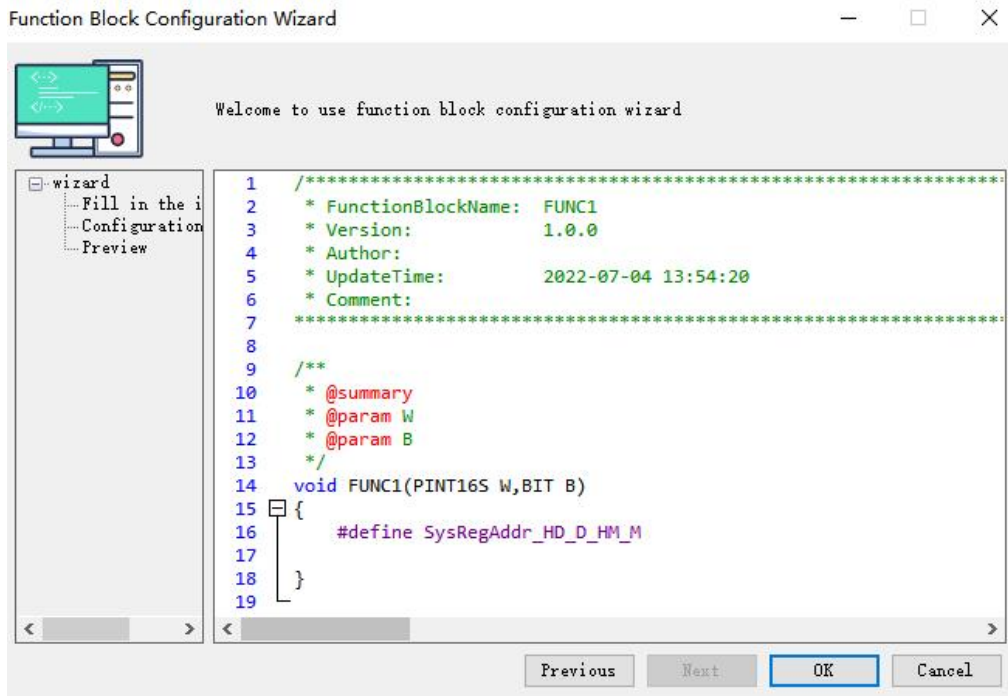 Function Block Configuration Wizard
Welcome to use function block configuration wizard
wizard
Fill in the i
Configuration
Preview
1 /*****************************************************************
2 * FunctionBlockName: FUNC1
3 * Version: 1.0.0
4 * Author:
5 * UpdateTime: 2022-07-04 13:54:20
6 * Comment:
7 ******************************************************************
8
9 /**
10 * @summary
11 * @param W
12 * @param B
13 */
14 void FUNC1(PINT16S W,BIT B)
15 {
16 #define SysRegAddr_HD_D_HM_M
17
18 }
19
Previous
Next
OK
Cancel